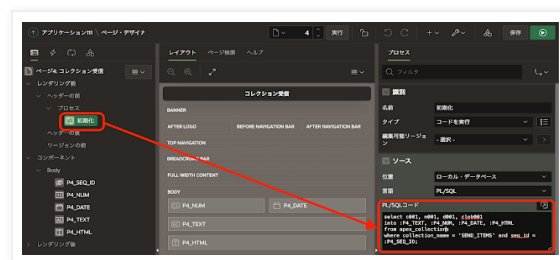 アプリケーション111 \ ページ・デザイナ
4
実行
保存
ページ4: コレクション受信
レンダリング前
ヘッダーの前
プロセス
初期化
ヘッダーの後
リージョンの前
コンポーネント
Body
P4_SEQ_ID
P4_NUM
P4_DATE
P4_TEXT
P4_HTML
レンダリング後
レイアウト ページ検索 ヘルプ
コレクション受信
BANNER
AFTER LOGO BEFORE NAVIGATION BAR AFTER NAVIGATION BAR
TOP NAVIGATION
BREADCRUMB BAR
FULL WIDTH CONTENT
BODY
P4_NUM P4_DATE
P4_TEXT
P4_HTML
プロセス
フィルタ
識別
名前 初期化
タイプ コードを実行
編集可能リージョン - 選択 -
ソース
位置 ローカル・データベース
言語 PL/SQL
PL/SQLコード
select c001, n001, d001, clob001
into :P4_TEXT, :P4_NUM, :P4_DATE, :P4_HTML
from apex_collections
where collection_name = 'SEND_ITEMS' and seq_id =
:P4_SEQ_ID;